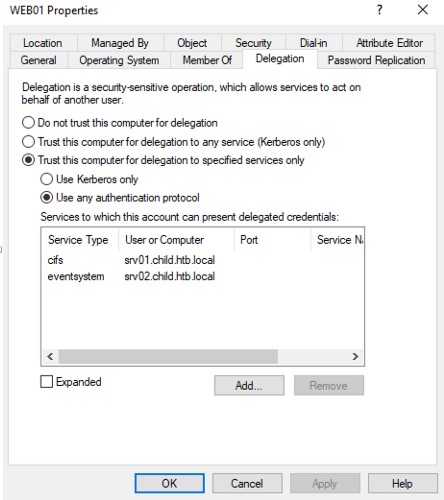 WEB01 Properties
? X
Location Managed By Object Security Dial-in Attribute Editor
General Operating System Member Of Delegation Password Replication
Delegation is a security-sensitive operation, which allows services to act on
behalf of another user.
Do not trust this computer for delegation
Trust this computer for delegation to any service (Kerberos only)
Trust this computer for delegation to specified services only
Use Kerberos only
Use any authentication protocol
Services to which this account can present delegated credentials:
Service Type User or Computer Port Service Na
cifs srv01.child.htb.local
eventsystem srv02.child.htb.local
Expanded
Add... Remove
OK Cancel Apply Help